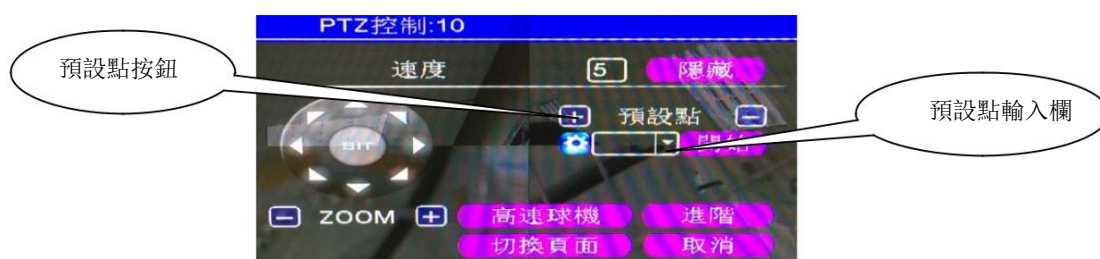 PTZ控制:10
預設點按鈕
速度 5 隱藏
預設點輸入欄
+ 預設點 −
SIT 開始
− ZOOM + 高速球機 進階
切換頁面 取消